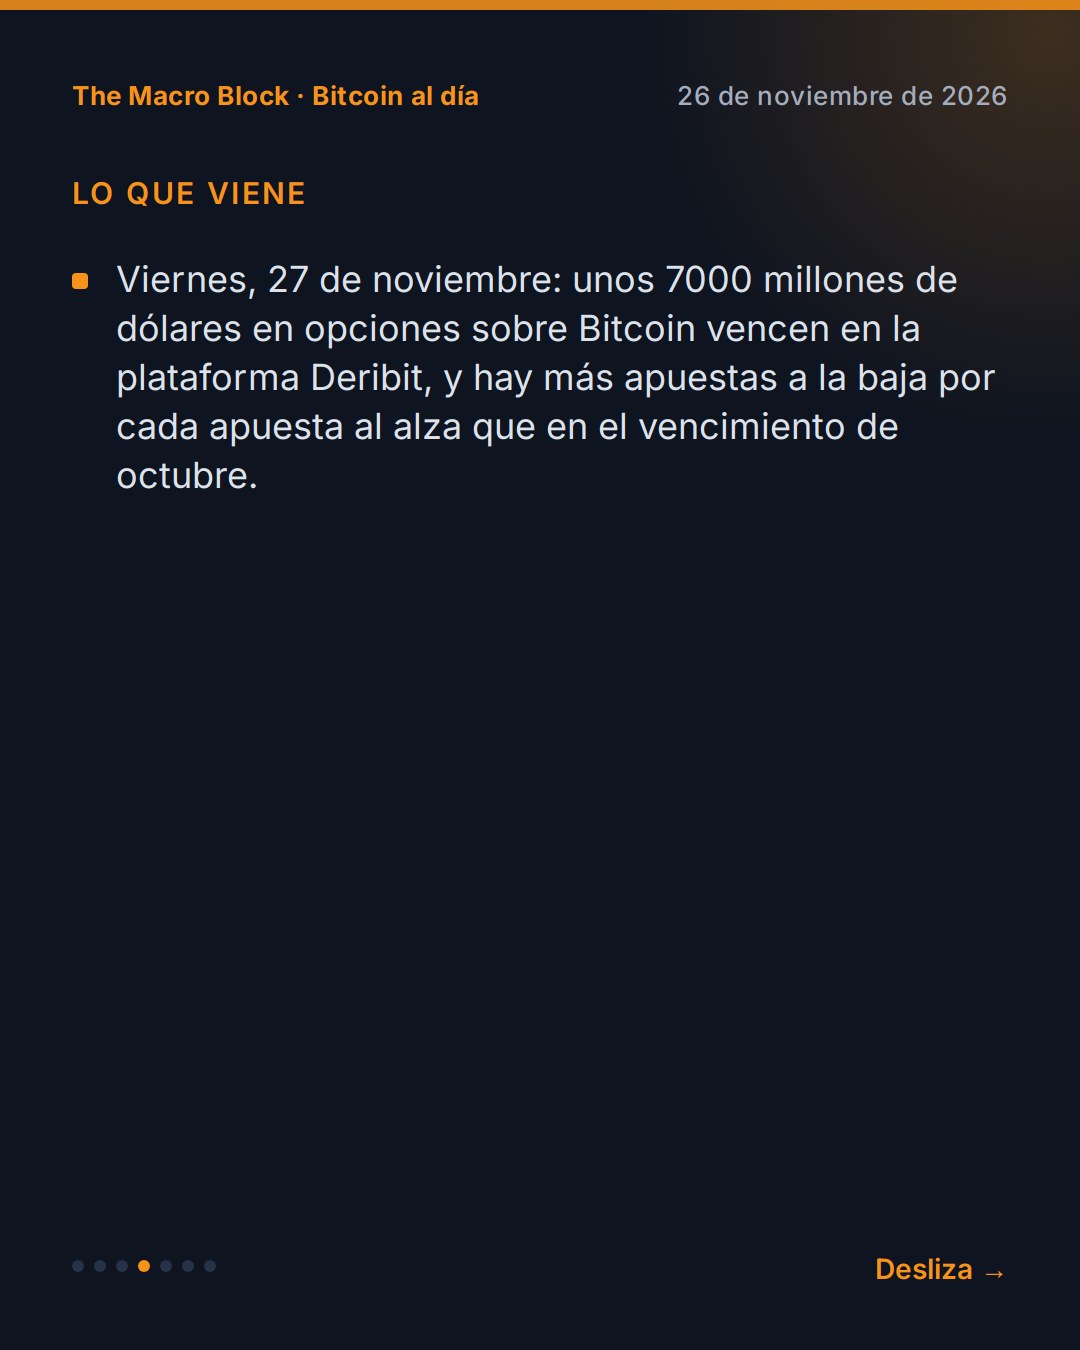 The Macro Block · Bitcoin al día
26 de noviembre de 2026
LO QUE VIENE
Viernes, 27 de noviembre: unos 7000 millones de
dólares en opciones sobre Bitcoin vencen en la
plataforma Deribit, y hay más apuestas a la baja por
cada apuesta al alza que en el vencimiento de
octubre.
Desliza →